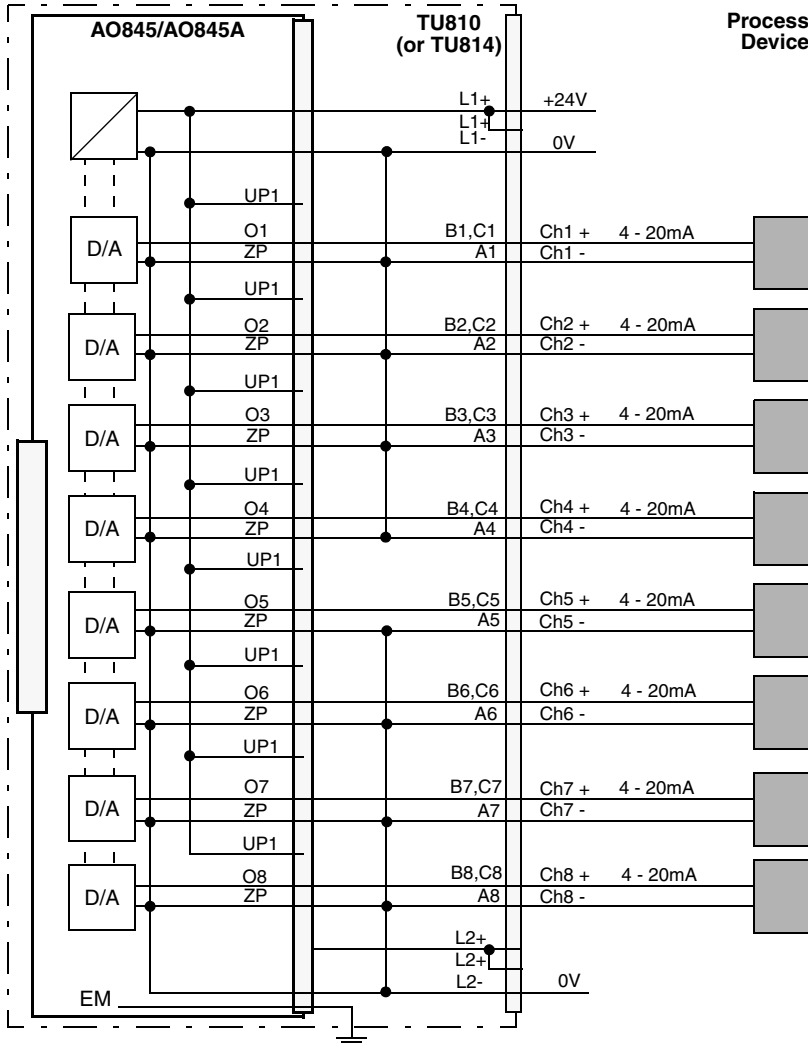 AO845/AO845A
TU810
(or TU814)
Process
Device
L1+
+24V
L1+
L1-
0V
UP1
D/A
O1
B1,C1
Ch1 +
4 - 20mA
ZP
A1
Ch1 -
UP1
D/A
O2
B2,C2
Ch2 +
4 - 20mA
ZP
A2
Ch2 -
UP1
D/A
O3
B3,C3
Ch3 +
4 - 20mA
ZP
A3
Ch3 -
UP1
D/A
O4
B4,C4
Ch4 +
4 - 20mA
ZP
A4
Ch4 -
UP1
D/A
O5
B5,C5
Ch5 +
4 - 20mA
ZP
A5
Ch5 -
UP1
D/A
O6
B6,C6
Ch6 +
4 - 20mA
ZP
A6
Ch6 -
UP1
D/A
O7
B7,C7
Ch7 +
4 - 20mA
ZP
A7
Ch7 -
UP1
D/A
O8
B8,C8
Ch8 +
4 - 20mA
ZP
A8
Ch8 -
L2+
L2+
L2-
0V
EM